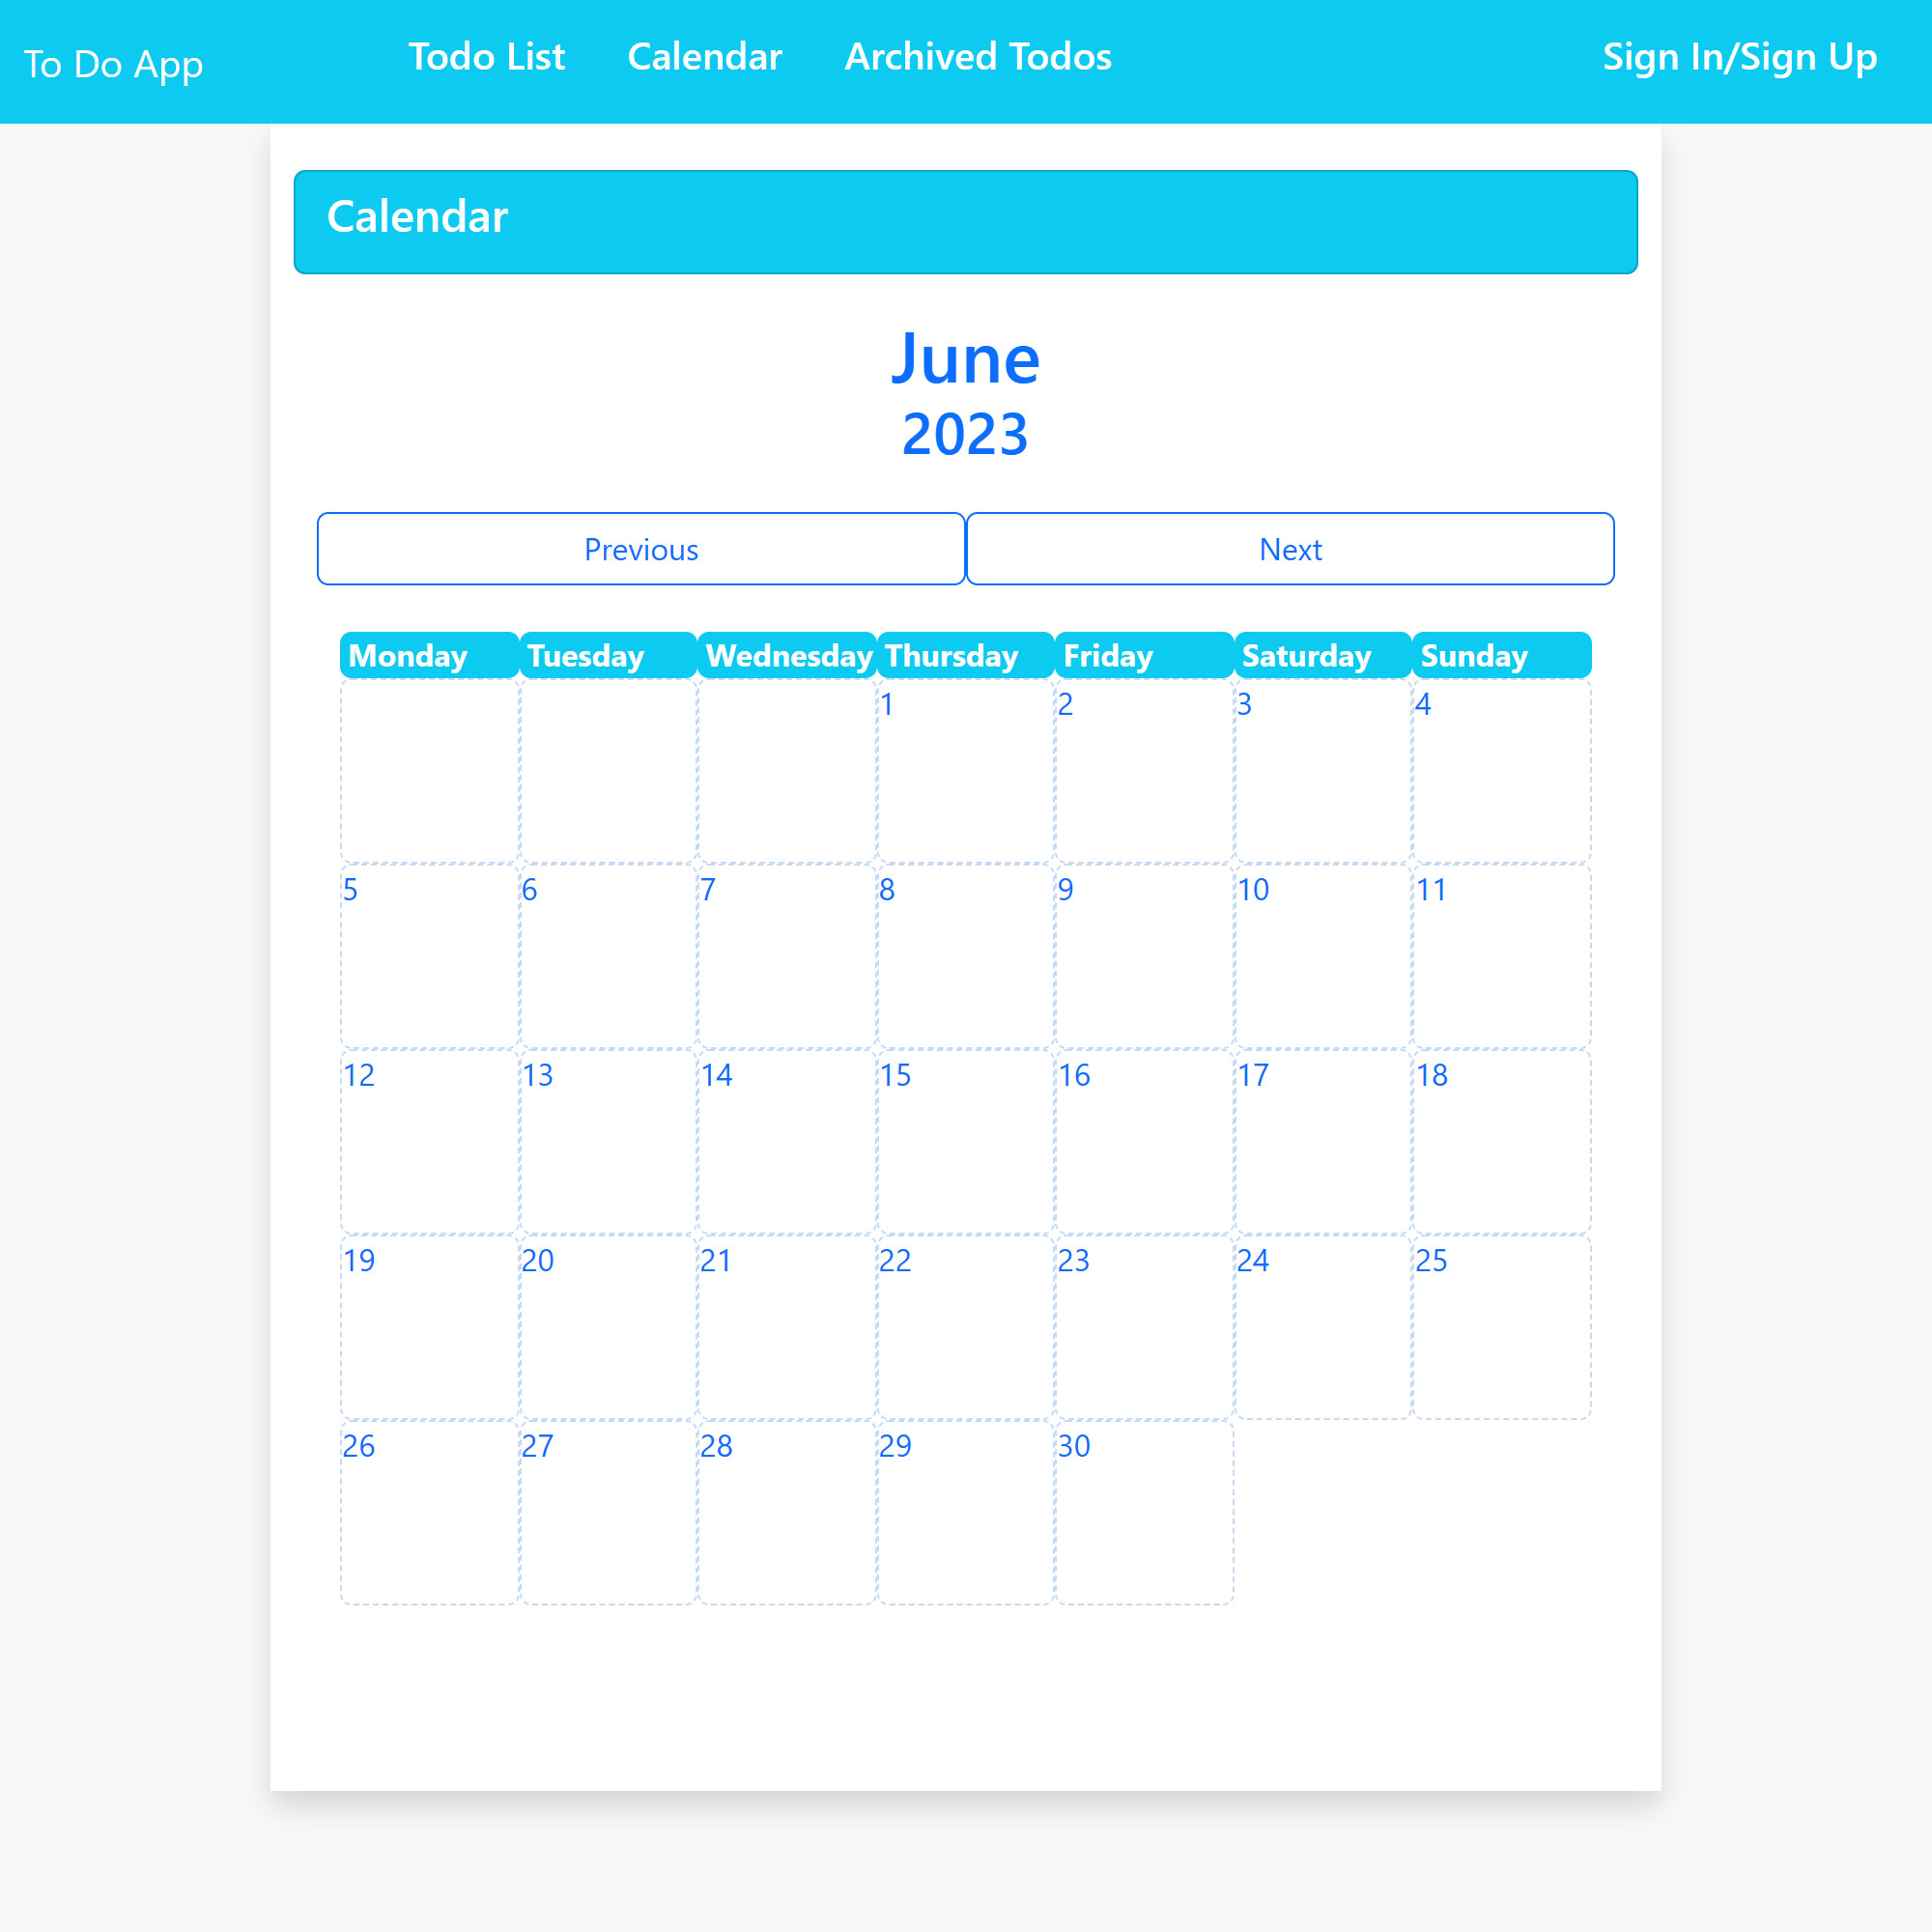 To Do App Todo List Calendar Archived Todos Sign In/Sign Up
Calendar
June
2023
Previous Next
Monday Tuesday Wednesday Thursday Friday Saturday Sunday
1 2 3 4
5 6 7 8 9 10 11
12 13 14 15 16 17 18
19 20 21 22 23 24 25
26 27 28 29 30